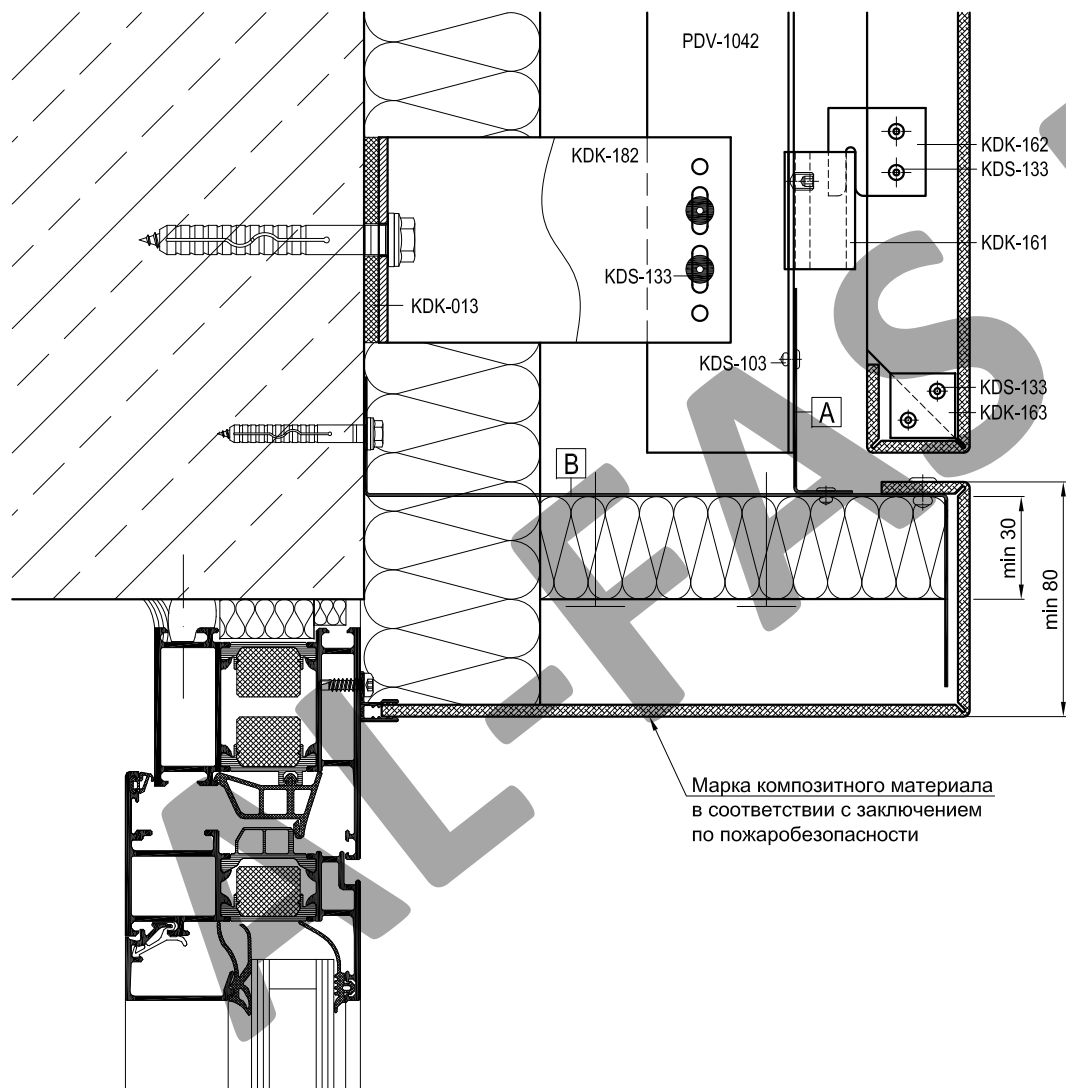 PDV-1042
KDK-182
KDK-162
KDS-133
KDK-161
KDS-133
KDK-013
KDS-103
KDS-133
KDK-163
A
B
min 30
min 80
Марка композитного материала
в соответствии с заключением
по пожаробезопасности
AL-FAS